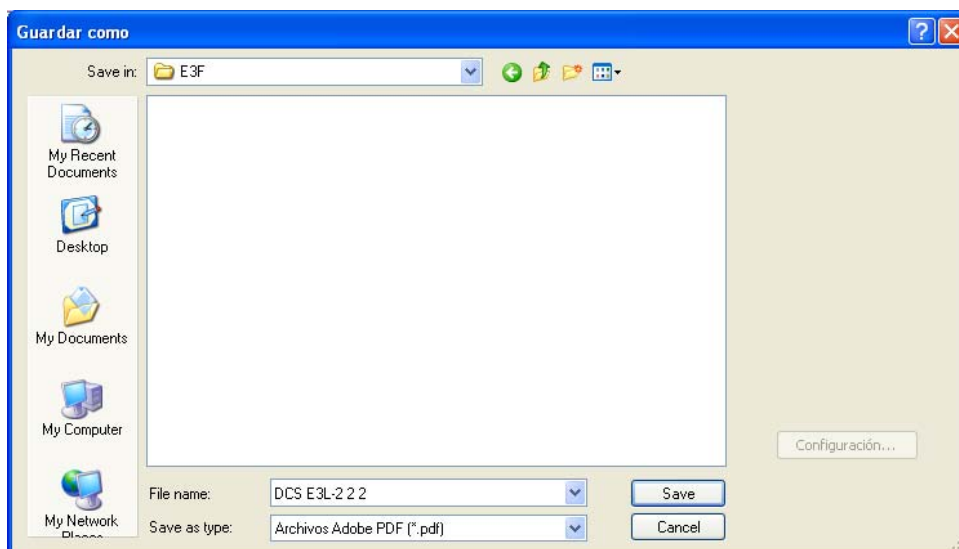 Guardar como
Save in:
E3F
My Recent
Documents
Desktop
My Documents
My Computer
My Network
Places
Configuración...
File name:
DCS E3L-2 2 2
Save
Save as type:
Archivos Adobe PDF (*.pdf)
Cancel